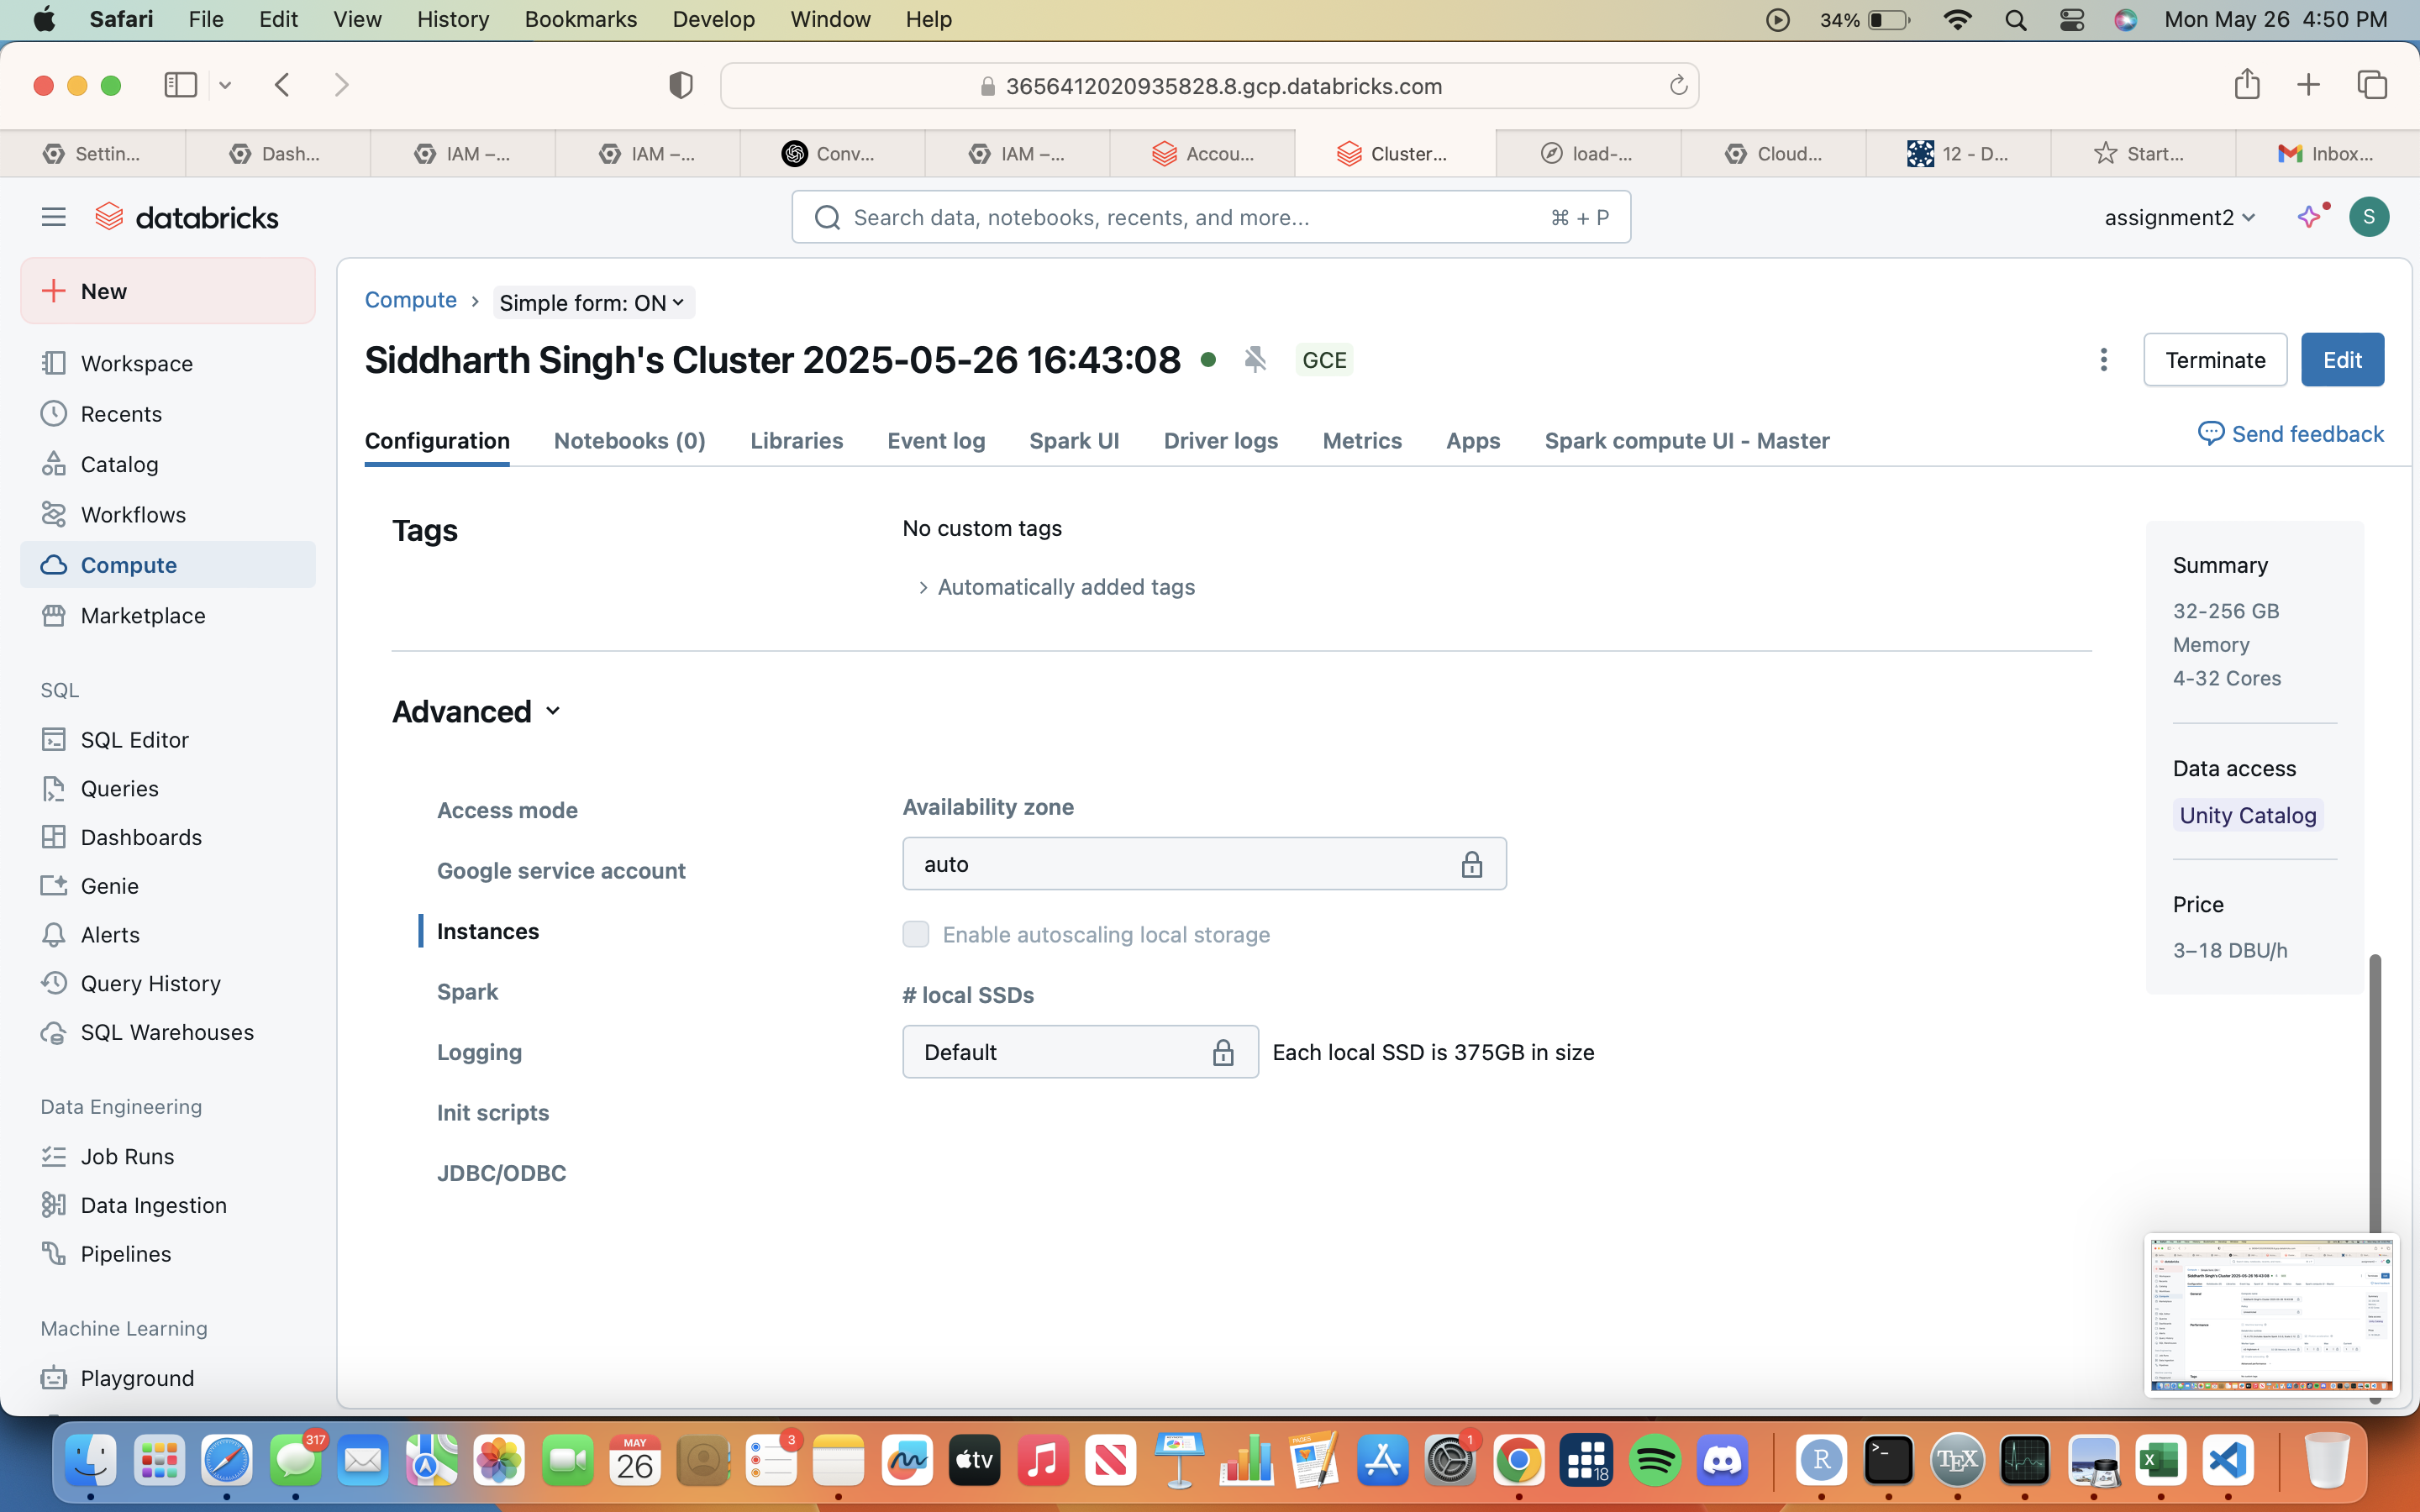 Safari File Edit View History Bookmarks Develop Window Help 34% Mon May 26 4:50 PM
3656412020935828.8.gcp.databricks.com
Settin... Dash... IAM –... IAM –... Conv... IAM –... Accou... Cluster... load-... Cloud... 12 - D... Start... Inbox...
databricks
Search data, notebooks, recents, and more... ⌘ + P
assignment2
S
New
Workspace
Recents
Catalog
Workflows
Compute
Marketplace
SQL
SQL Editor
Queries
Dashboards
Genie
Alerts
Query History
SQL Warehouses
Data Engineering
Job Runs
Data Ingestion
Pipelines
Machine Learning
Playground
Compute › Simple form: ON
Siddharth Singh's Cluster 2025-05-26 16:43:08 GCE
Terminate Edit
Configuration Notebooks (0) Libraries Event log Spark UI Driver logs Metrics Apps Spark compute UI - Master
Send feedback
Tags
No custom tags
Automatically added tags
Advanced
Access mode
Google service account
Instances
Spark
Logging
Init scripts
JDBC/ODBC
Availability zone
auto
Enable autoscaling local storage
# local SSDs
Default Each local SSD is 375GB in size
Summary
32-256 GB
Memory
4-32 Cores
Data access
Unity Catalog
Price
3–18 DBU/h
317
MAY
26
3
tv
PAGES
1
18
R
>_
TEX
X